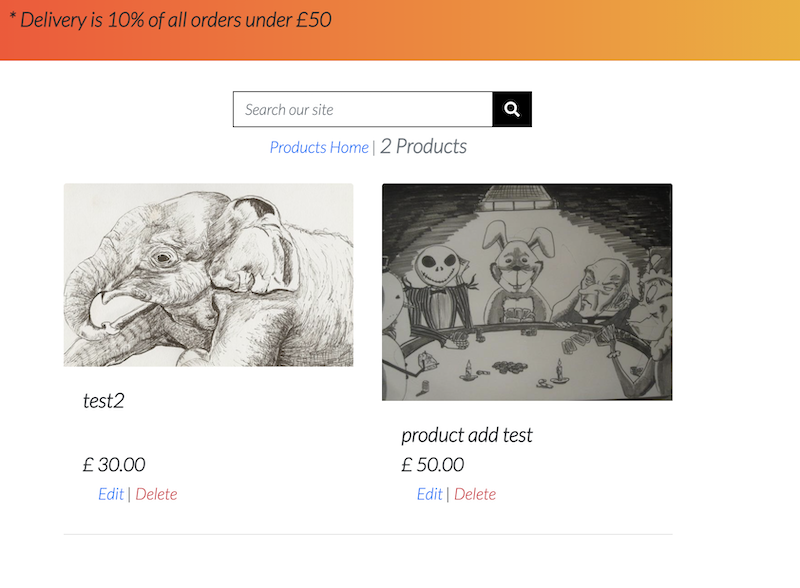 * Delivery is 10% of all orders under £50
Search our site
Products Home | 2 Products
test2
£ 30.00
Edit | Delete
product add test
£ 50.00
Edit | Delete